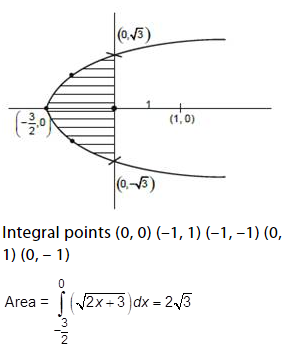 (0,√3)
(-3/2,0)
1
(1, 0)
(0,-√3)
Integral points (0, 0) (–1, 1) (–1, –1) (0,
1) (0, – 1)
Area = ∫_{-3/2}^{0} (√(2x+3)) dx = 2√3